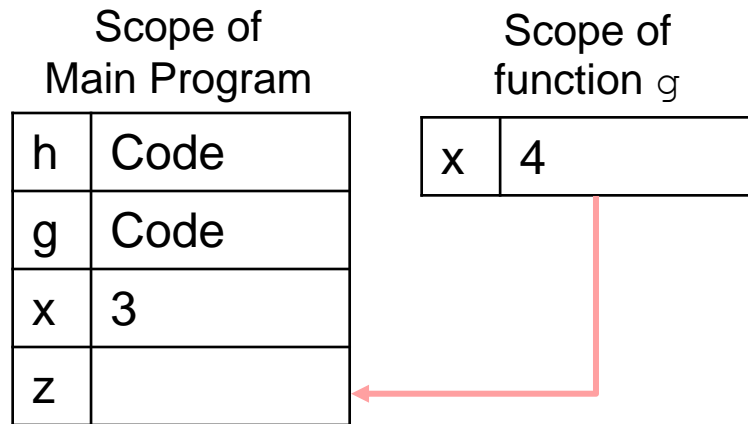 Scope of
Main Program
h Code
g Code
x 3
z
Scope of
function g
x 4